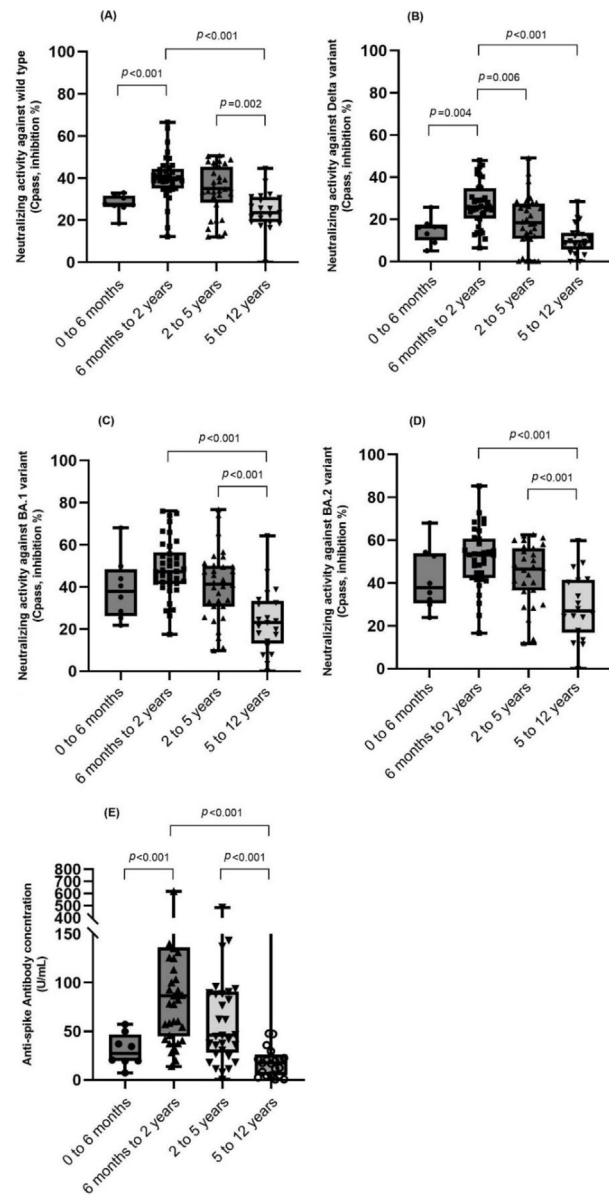 (A)
Neutralizing activity against wild type
(Cpass, inhibition %)
100
80
60
40
20
0
p<0.001
p<0.001
p=0.002
0 to 6 months
6 months to 2 years
2 to 5 years
5 to 12 years
(B)
Neutralizing activity against Delta variant
(Cpass, inhibition %)
100
80
60
40
20
0
p<0.001
p=0.006
p=0.004
0 to 6 months
6 months to 2 years
2 to 5 years
5 to 12 years
(C)
Neutralizing activity against BA.1 variant
(Cpass, inhibition %)
100
80
60
40
20
0
p<0.001
p<0.001
0 to 6 months
6 months to 2 years
2 to 5 years
5 to 12 years
(D)
Neutralizing activity against BA.2 variant
(Cpass, inhibition %)
100
80
60
40
20
0
p<0.001
p<0.001
0 to 6 months
6 months to 2 years
2 to 5 years
5 to 12 years
(E)
Anti-spike Antibody concntration
(U/mL)
800
700
600
500
400
150
100
50
0
p<0.001
p<0.001
p<0.001
0 to 6 months
6 months to 2 years
2 to 5 years
5 to 12 years